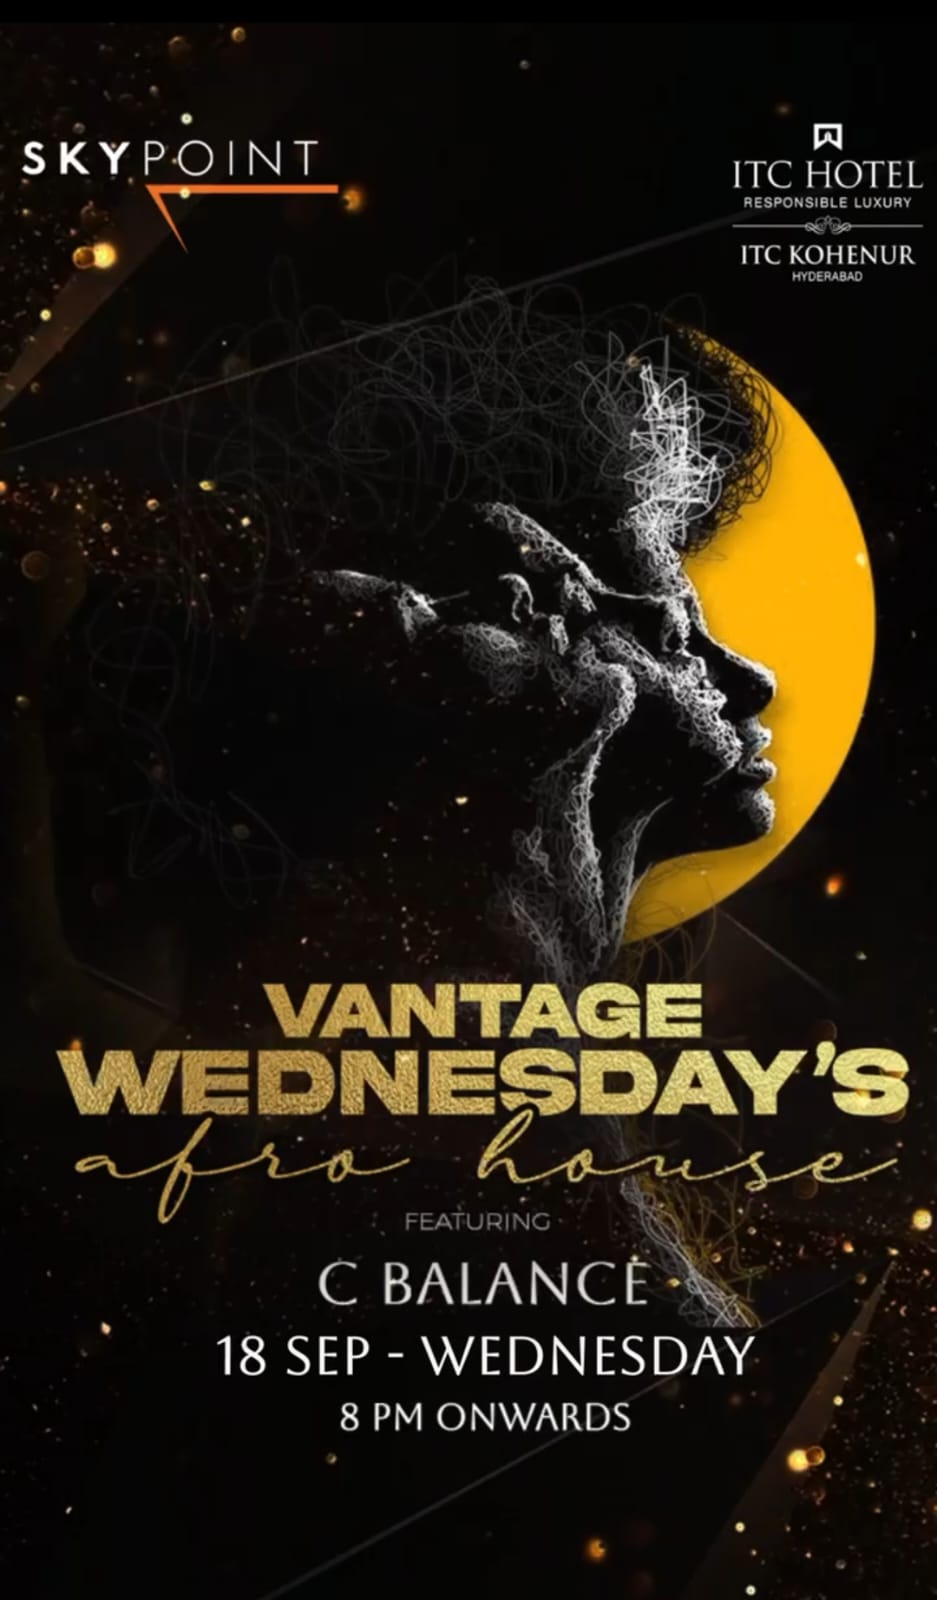 SKYPOINT
ITC HOTEL
RESPONSIBLE LUXURY
ITC KOHENUR
HYDERABAD
VANTAGE
WEDNESDAY'S
afro house
FEATURING
C BALANCE
18 SEP - WEDNESDAY
8 PM ONWARDS